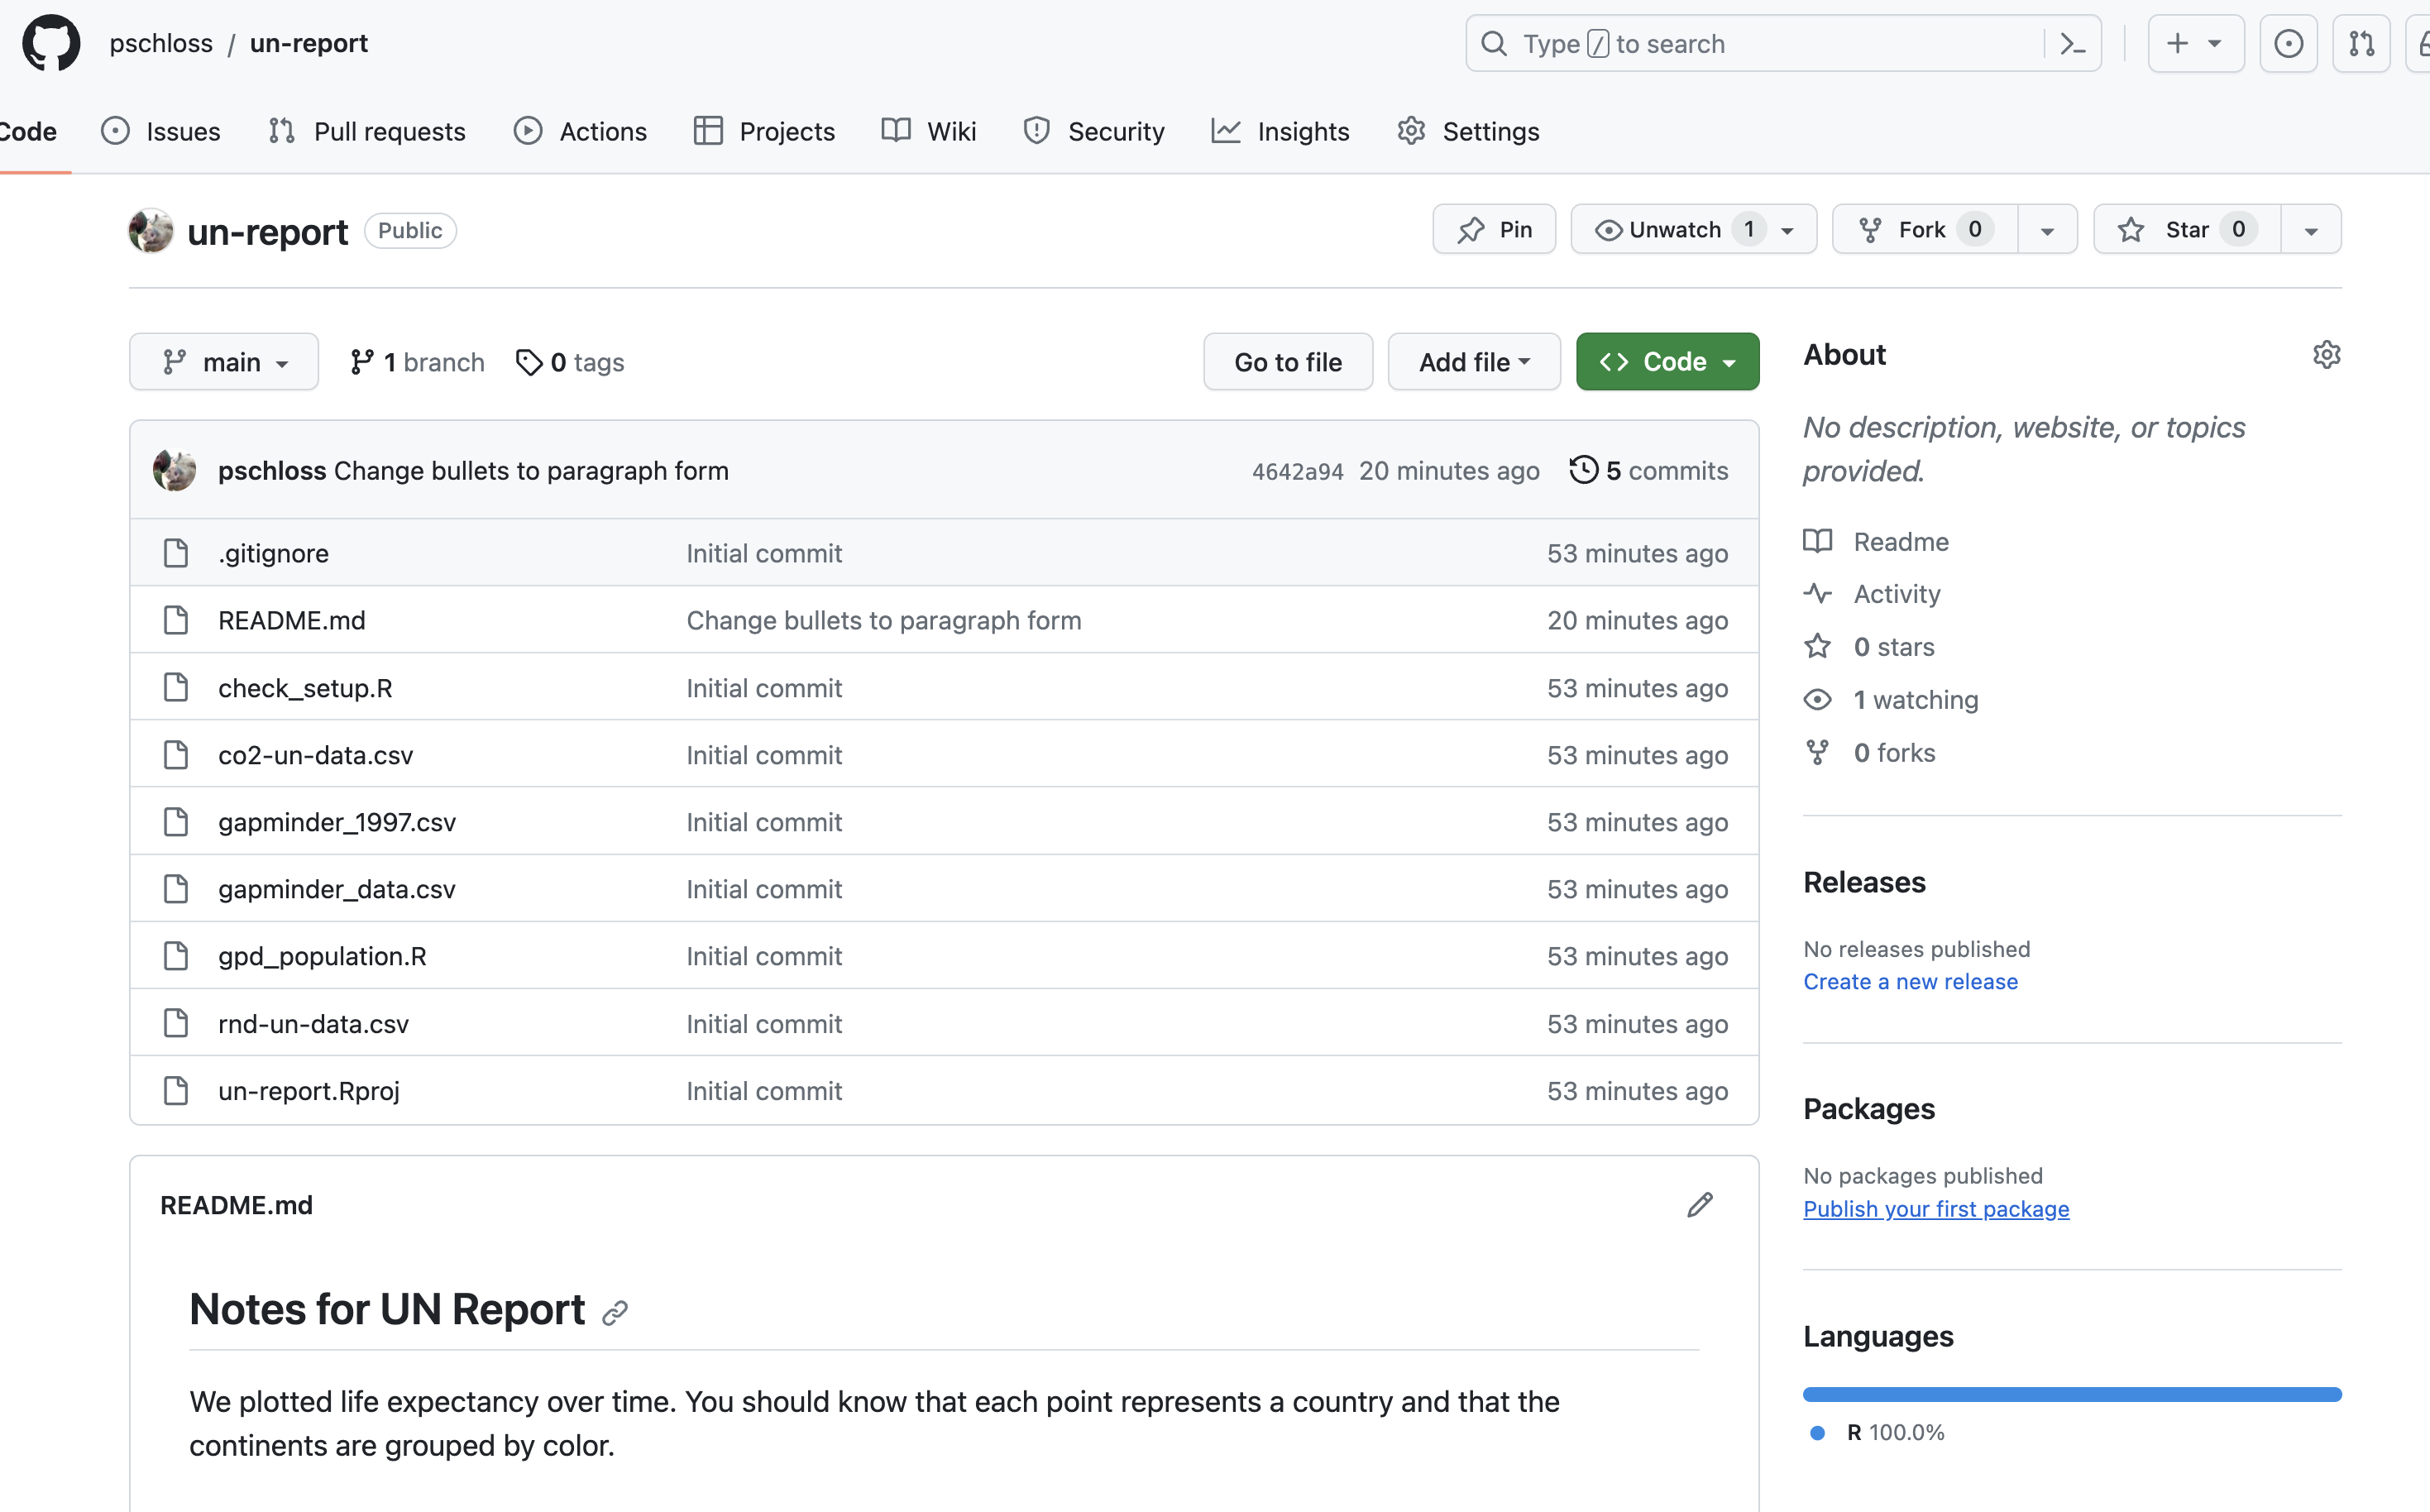 pschloss / un-report
Type / to search
Code Issues Pull requests Actions Projects Wiki Security Insights Settings
un-report Public
Pin Unwatch 1 Fork 0 Star 0
main 1 branch 0 tags
Go to file Add file Code
pschloss Change bullets to paragraph form 4642a94 20 minutes ago 5 commits
.gitignore Initial commit 53 minutes ago
README.md Change bullets to paragraph form 20 minutes ago
check_setup.R Initial commit 53 minutes ago
co2-un-data.csv Initial commit 53 minutes ago
gapminder_1997.csv Initial commit 53 minutes ago
gapminder_data.csv Initial commit 53 minutes ago
gpd_population.R Initial commit 53 minutes ago
rnd-un-data.csv Initial commit 53 minutes ago
un-report.Rproj Initial commit 53 minutes ago
README.md
Notes for UN Report
We plotted life expectancy over time. You should know that each point represents a country and that the
continents are grouped by color.
About
No description, website, or topics
provided.
Readme
Activity
0 stars
1 watching
0 forks
Releases
No releases published
Create a new release
Packages
No packages published
Publish your first package
Languages
R 100.0%